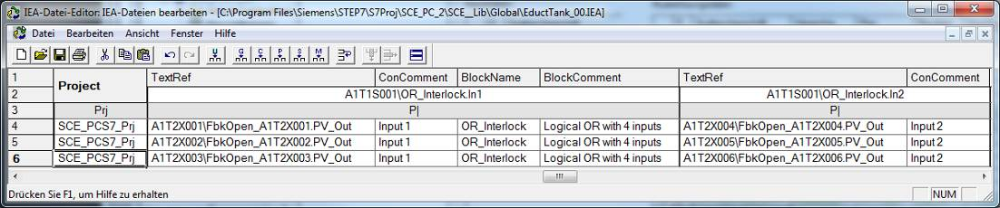 IEA-Datei-Editor: IEA-Dateien bearbeiten - [C:\Program Files\Siemens\STEP7\S7Proj\SCE_PC_2\SCE__Lib\Global\EductTank_00.IEA]
Datei Bearbeiten Ansicht Fenster Hilfe
U G C P S M
1 Project TextRef ConComment BlockName BlockComment TextRef ConComment
2 A1T1S001\OR_Interlock.In1 A1T1S001\OR_Interlock.In2
3 Prj P| P|
4 SCE_PCS7_Prj A1T2X001\FbkOpen_A1T2X001.PV_Out Input 1 OR_Interlock Logical OR with 4 inputs A1T2X004\FbkOpen_A1T2X004.PV_Out Input 2
5 SCE_PCS7_Prj A1T2X002\FbkOpen_A1T2X002.PV_Out Input 1 OR_Interlock Logical OR with 4 inputs A1T2X005\FbkOpen_A1T2X005.PV_Out Input 2
6 SCE_PCS7_Prj A1T2X003\FbkOpen_A1T2X003.PV_Out Input 1 OR_Interlock Logical OR with 4 inputs A1T2X006\FbkOpen_A1T2X006.PV_Out Input 2
Drücken Sie F1, um Hilfe zu erhalten NUM